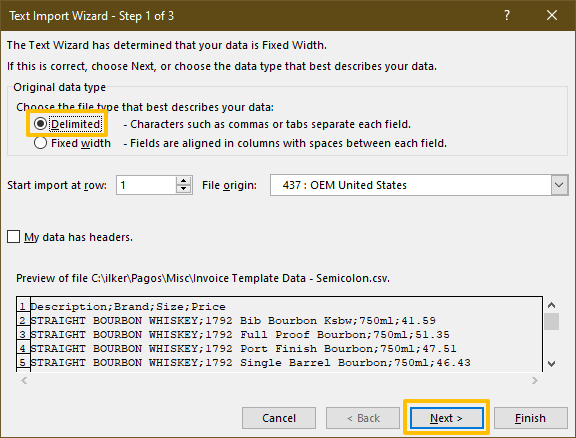 Text Import Wizard - Step 1 of 3
The Text Wizard has determined that your data is Fixed Width.
If this is correct, choose Next, or choose the data type that best describes your data.
Original data type
Choose the file type that best describes your data:
Delimited - Characters such as commas or tabs separate each field.
Fixed width - Fields are aligned in columns with spaces between each field.
Start import at row: 1 File origin: 437 : OEM United States
My data has headers.
Preview of file C:\ilker\Pagos\Misc\Invoice Template Data - Semicolon.csv.
1 Description;Brand;Size;Price
2 STRAIGHT BOURBON WHISKEY;1792 Bib Bourbon Ksbw;750ml;41.59
3 STRAIGHT BOURBON WHISKEY;1792 Full Proof Bourbon;750ml;51.35
4 STRAIGHT BOURBON WHISKEY;1792 Port Finish Bourbon;750ml;47.51
5 STRAIGHT BOURBON WHISKEY;1792 Single Barrel Bourbon;750ml;46.43
Cancel < Back Next > Finish